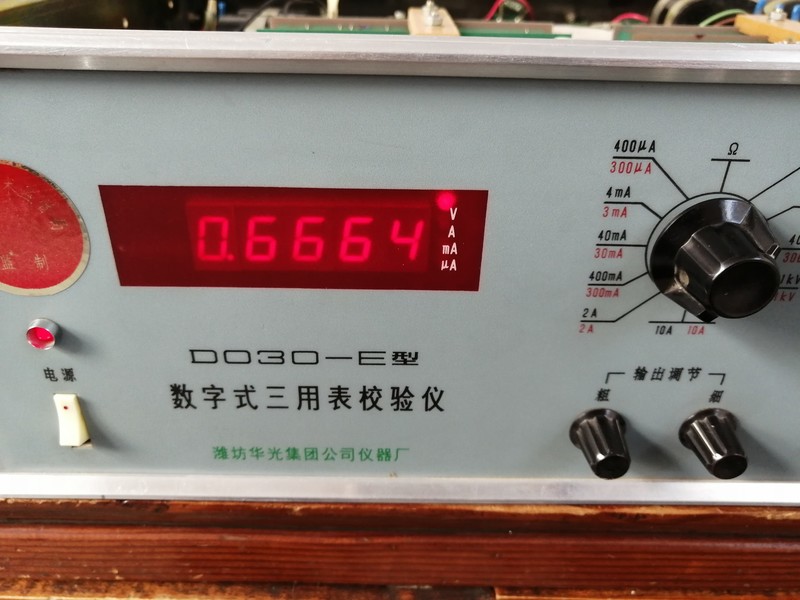 0.6664
V
A
mA
μA
监制
电源
DO30-E型
数字式三用表校验仪
潍坊华光集团公司仪器厂
Ω
400μA
300μA
4mA
3mA
40mA
30mA
400mA
300mA
2A
2A
10A 10A
输出调节
粗 细